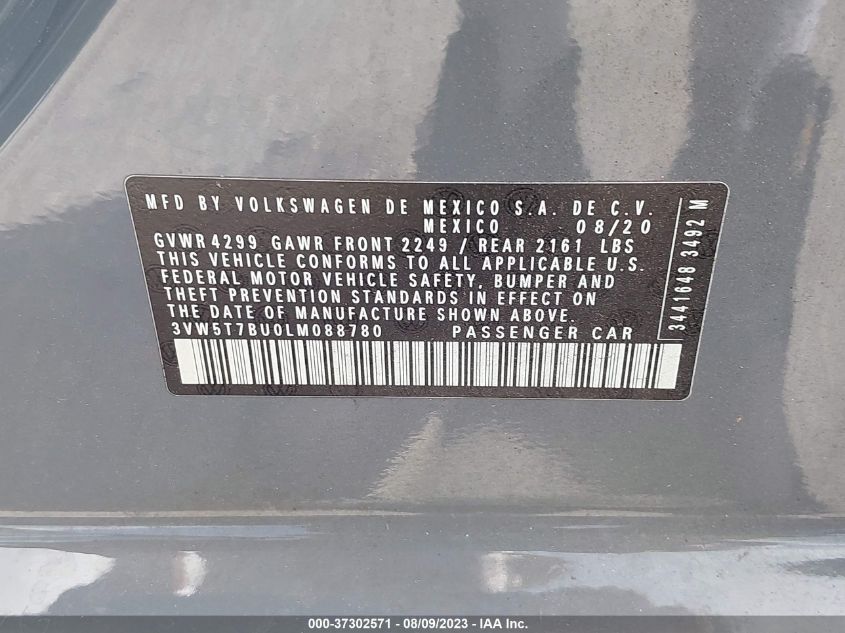 MFD BY VOLKSWAGEN DE MEXICO S.A. DE C.V.
MEXICO 08/20
GVWR 4299 GAWR FRONT 2249 / REAR 2161 LBS
THIS VEHICLE CONFORMS TO ALL APPLICABLE U.S.
FEDERAL MOTOR VEHICLE SAFETY, BUMPER AND
THEFT PREVENTION STANDARDS IN EFFECT ON
THE DATE OF MANUFACTURE SHOWN ABOVE.
3VW5T7BU0LM088780 PASSENGER CAR
3441648 3492 M
000-37302571 - 08/09/2023 - IAA Inc.